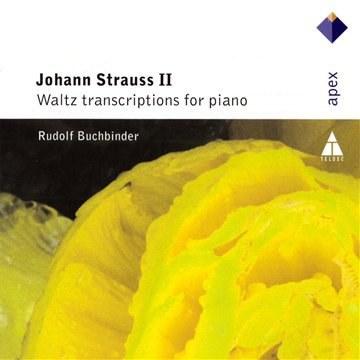 Johann Strauss II
Waltz transcriptions for piano
Rudolf Buchbinder
apex
TELDEC